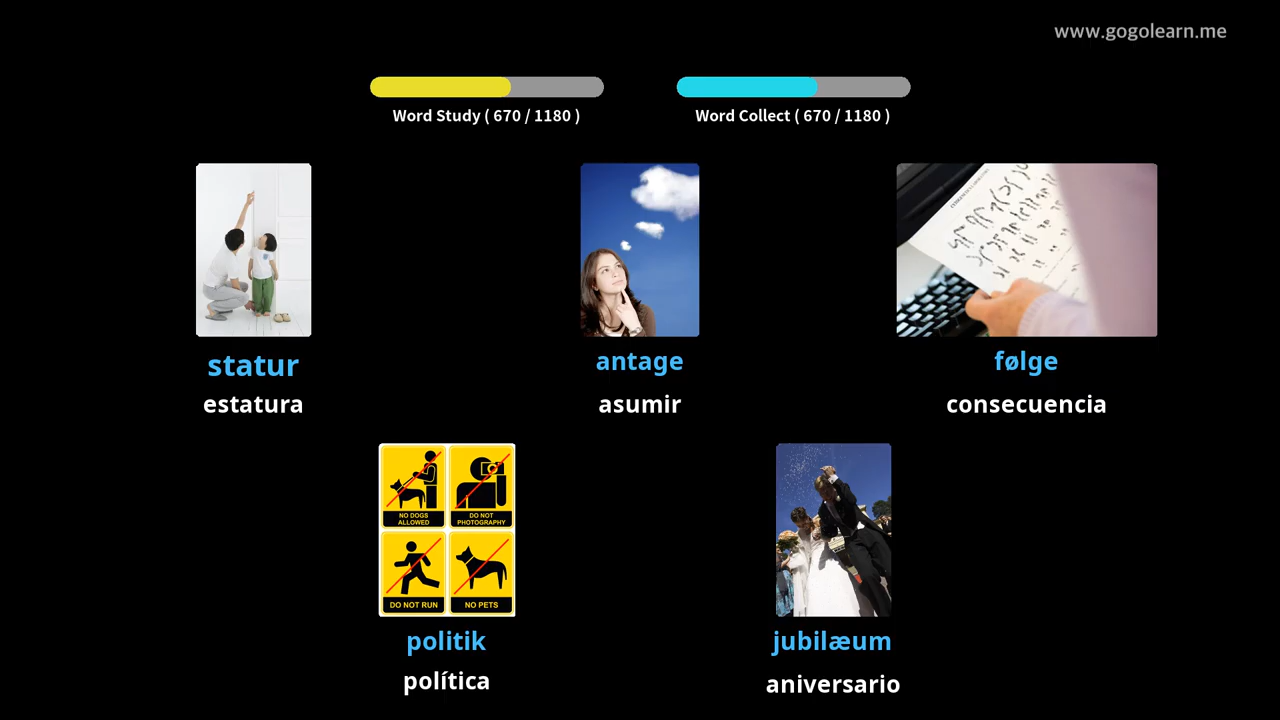 www.gogolearn.me
Word Study ( 670 / 1180 )
Word Collect ( 670 / 1180 )
statur
estatura
antage
asumir
følge
consecuencia
NO DOGS
ALLOWED
DO NOT
PHOTOGRAPHY
DO NOT RUN
NO PETS
politik
política
jubilæum
aniversario